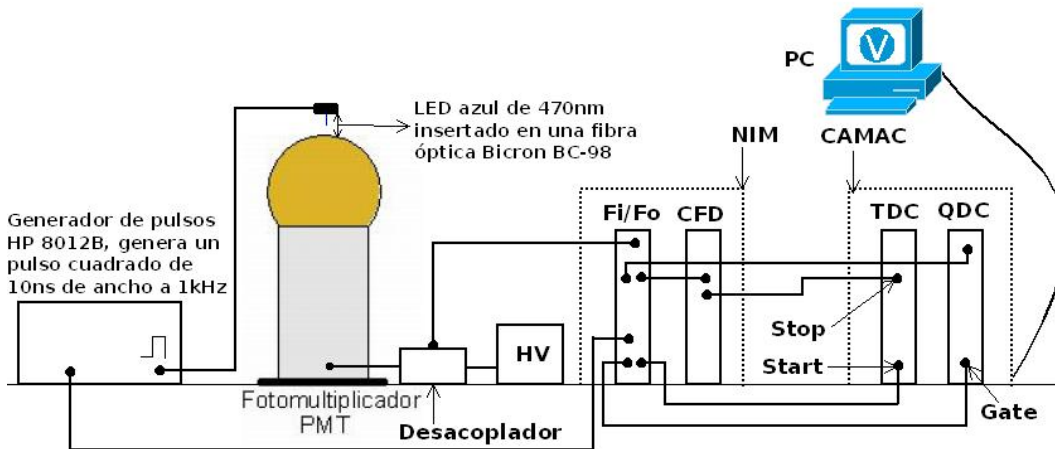 PC
V
LED azul de 470nm
insertado en una fibra
óptica Bicron BC-98
NIM
CAMAC
Generador de pulsos
HP 8012B, genera un
pulso cuadrado de
10ns de ancho a 1kHz
Fi/Fo
CFD
TDC
QDC
Stop
HV
Start
Gate
Fotomultiplicador
PMT
Desacoplador